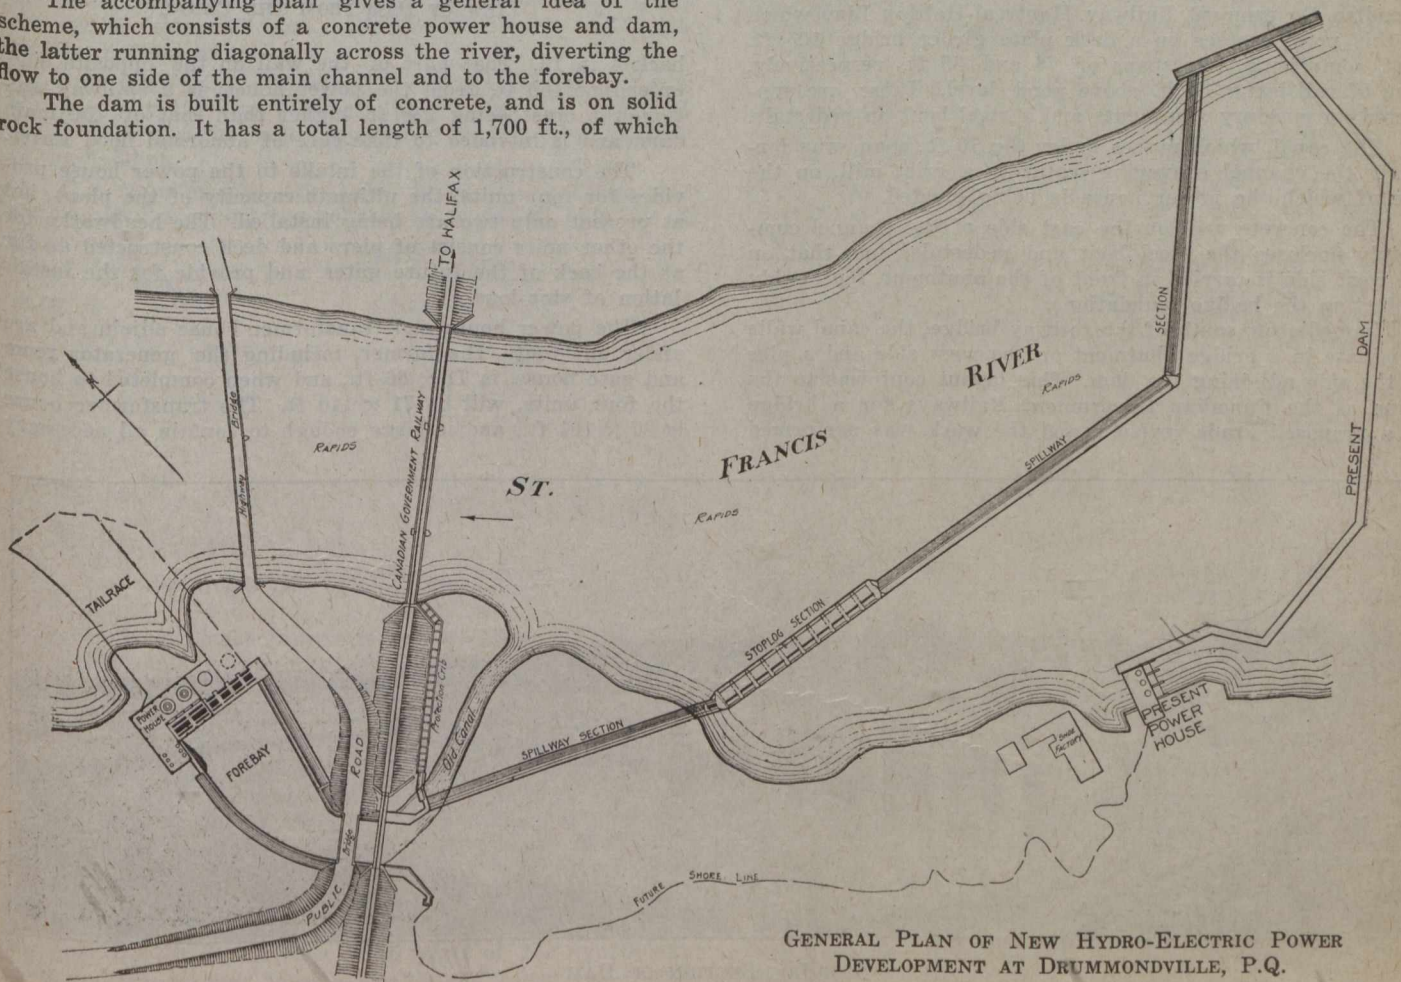 The accompanying plan gives a general idea of the
scheme, which consists of a concrete power house and dam,
the latter running diagonally across the river, diverting the
flow to one side of the main channel and to the forebay.
The dam is built entirely of concrete, and is on solid
rock foundation. It has a total length of 1,700 ft., of which
TO HALIFAX
SECTION
DAM
PRESENT
RIVER
RAPIDS
FRANCIS
SPILLWAY
Bridge
Highway
RAPIDS
CANADIAN GOVERNMENT RAILWAY
ST.
RAPIDS
TAILRACE
STOPLOG SECTION
POWER
HOUSE
FOREBAY
ROAD
Protection Crib
Old Canal
SPILLWAY SECTION
SHOE
FACTORY
PRESENT
POWER
HOUSE
Bridge
PUBLIC
FUTURE SHORE LINE
GENERAL PLAN OF NEW HYDRO-ELECTRIC POWER
DEVELOPMENT AT DRUMMONDVILLE, P.Q.